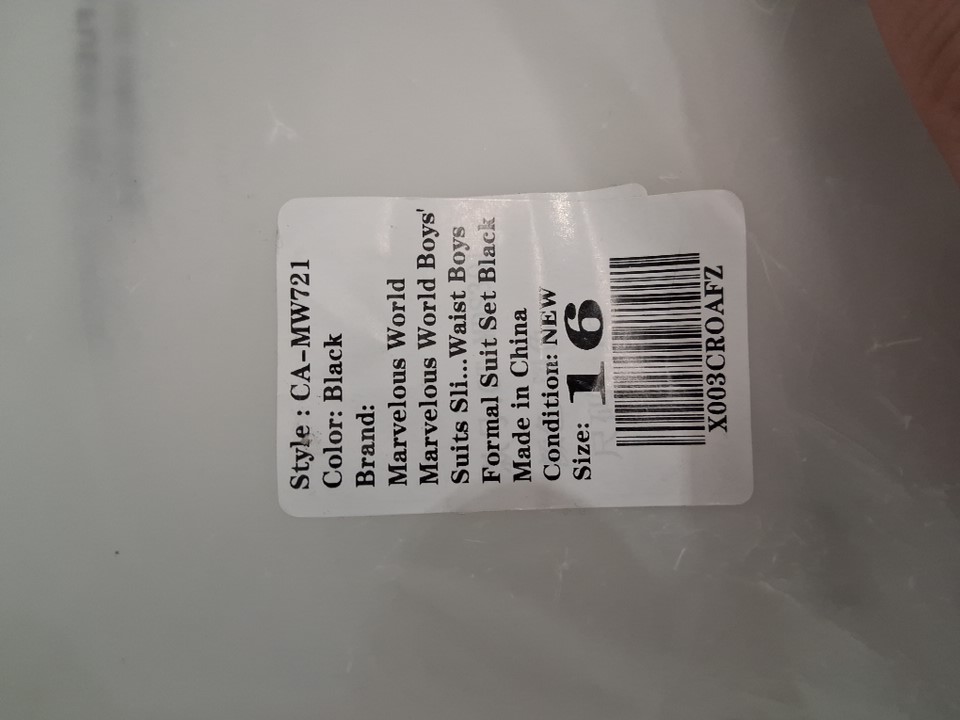 Style : CA-MW721
Color: Black
Brand:
Marvelous World
Marvelous World Boys'
Suits Sli...Waist Boys
Formal Suit Set Black
Made in China
Condition: NEW
Size: 16
X003CROAFZ